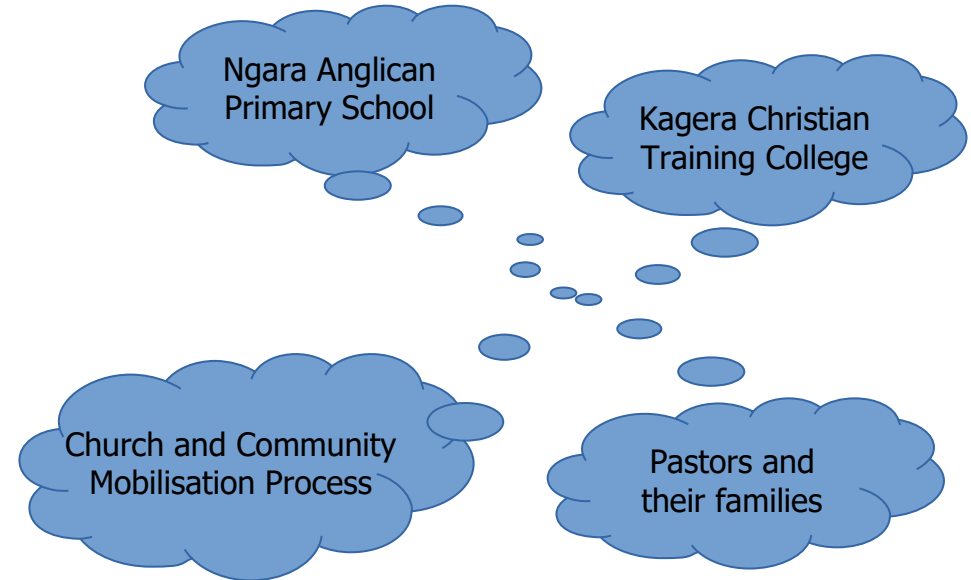 Ngara Anglican
Primary School
Kagera Christian
Training College
Church and Community
Mobilisation Process
Pastors and
their families